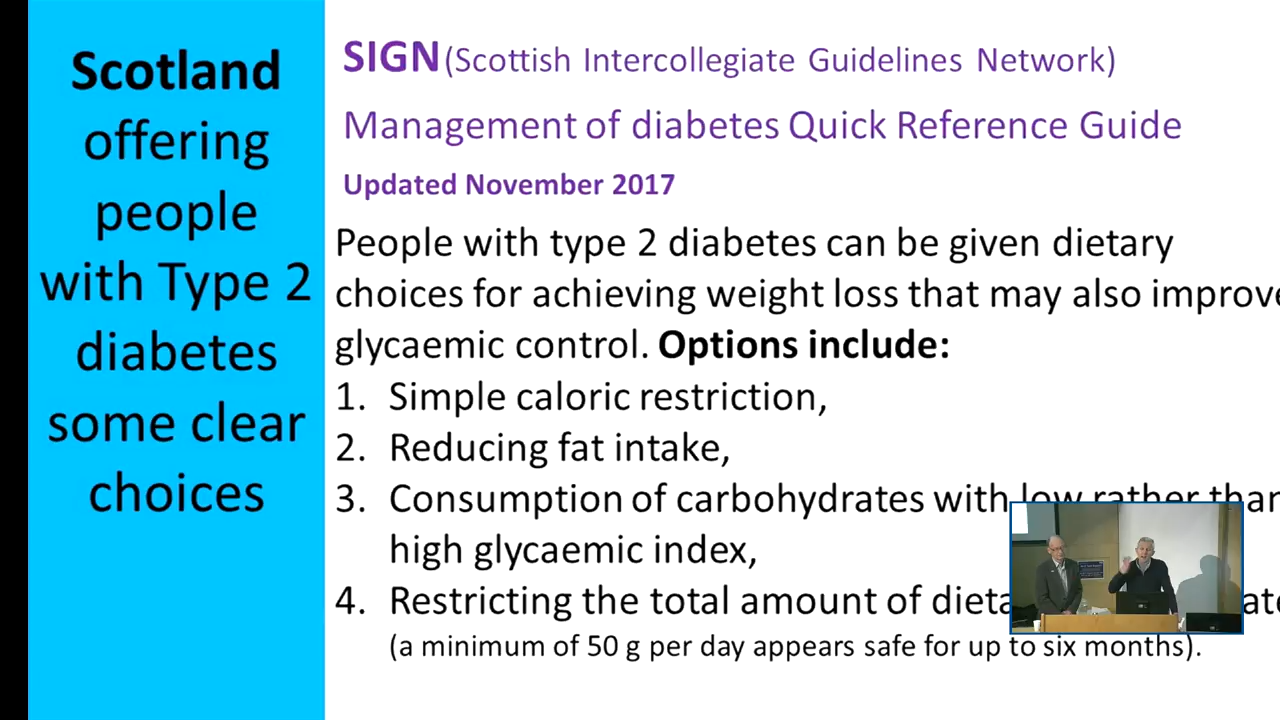 Scotland
offering
people
with Type 2
diabetes
some clear
choices
SIGN (Scottish Intercollegiate Guidelines Network)
Management of diabetes Quick Reference Guide
Updated November 2017
People with type 2 diabetes can be given dietary
choices for achieving weight loss that may also improve
glycaemic control. Options include:
1. Simple caloric restriction,
2. Reducing fat intake,
3. Consumption of carbohydrates with low rather than
high glycaemic index,
4. Restricting the total amount of
(a minimum of 50 g per day appears safe for up to six months).